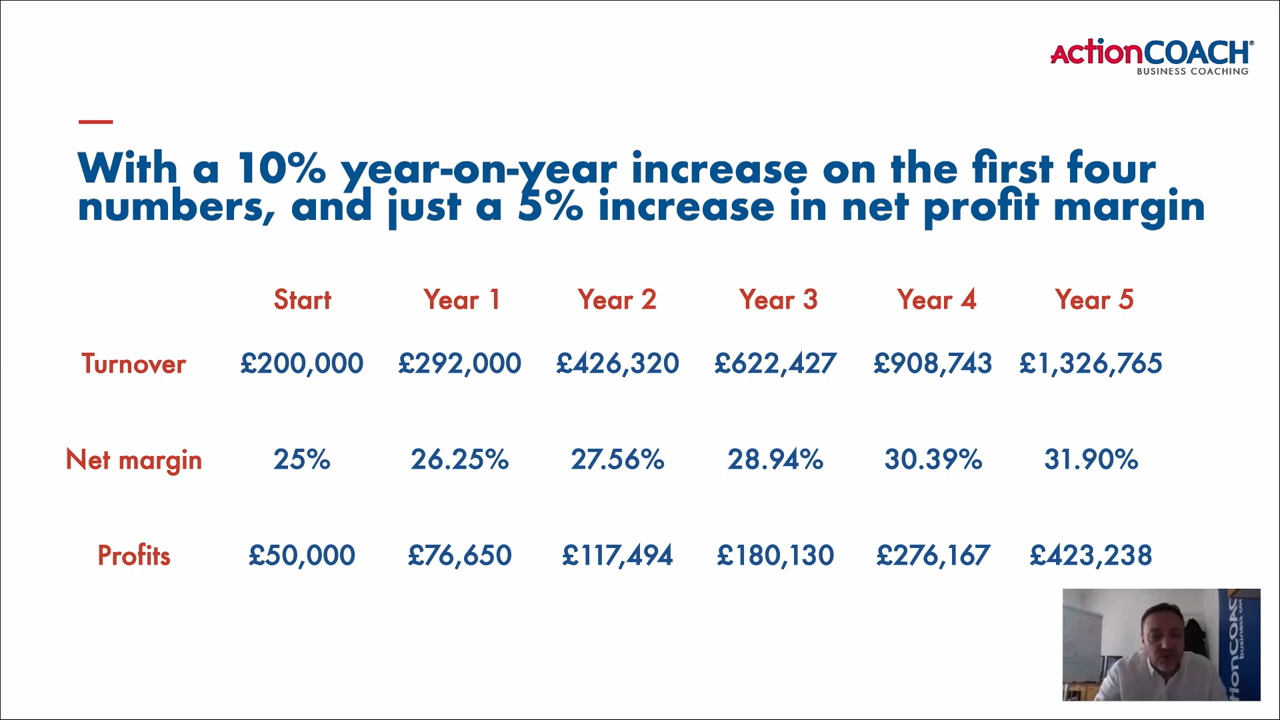 ActionCOACH®
BUSINESS COACHING
With a 10% year-on-year increase on the first four
numbers, and just a 5% increase in net profit margin
Start Year 1 Year 2 Year 3 Year 4 Year 5
Turnover £200,000 £292,000 £426,320 £622,427 £908,743 £1,326,765
Net margin 25% 26.25% 27.56% 28.94% 30.39% 31.90%
Profits £50,000 £76,650 £117,494 £180,130 £276,167 £423,238